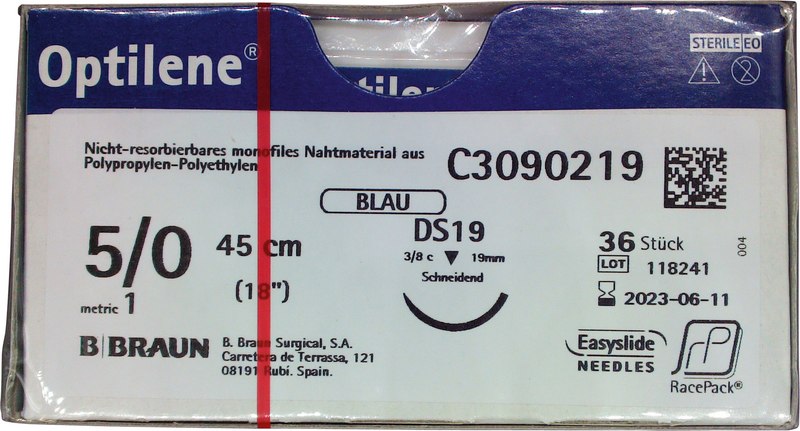 Optilene®
STERILE EO
Nicht-resorbierbares monofiles Nahtmaterial aus
Polypropylen-Polyethylen
C3090219
BLAU
5/0
45 cm
(18")
metric 1
DS19
3/8 c ▼ 19mm
Schneidend
36 Stück
LOT 118241
2023-06-11
004
B|BRAUN
B. Braun Surgical, S.A.
Carretera de Terrassa, 121
08191 Rubí. Spain.
Easyslide
NEEDLES
RacePack®